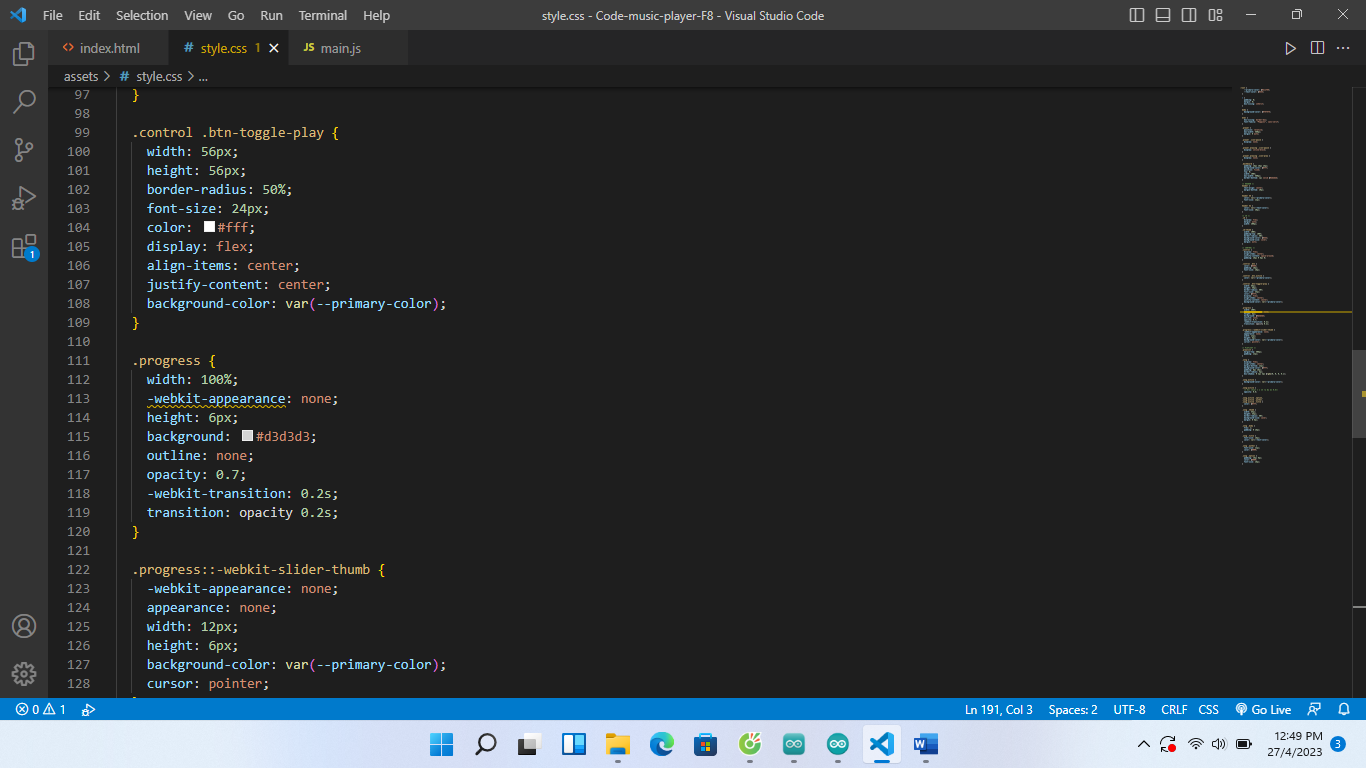 File Edit Selection View Go Run Terminal Help
style.css - Code-music-player-F8 - Visual Studio Code
<> index.html
# style.css 1
JS main.js
assets > # style.css > ...
97 }
98
99 .control .btn-toggle-play {
100 width: 56px;
101 height: 56px;
102 border-radius: 50%;
103 font-size: 24px;
104 color: #fff;
105 display: flex;
106 align-items: center;
107 justify-content: center;
108 background-color: var(--primary-color);
109 }
110
111 .progress {
112 width: 100%;
113 -webkit-appearance: none;
114 height: 6px;
115 background: #d3d3d3;
116 outline: none;
117 opacity: 0.7;
118 -webkit-transition: 0.2s;
119 transition: opacity 0.2s;
120 }
121
122 .progress::-webkit-slider-thumb {
123 -webkit-appearance: none;
124 appearance: none;
125 width: 12px;
126 height: 6px;
127 background-color: var(--primary-color);
128 cursor: pointer;
1
0 1
Ln 191, Col 3 Spaces: 2 UTF-8 CRLF CSS Go Live
W
12:49 PM
27/4/2023
3